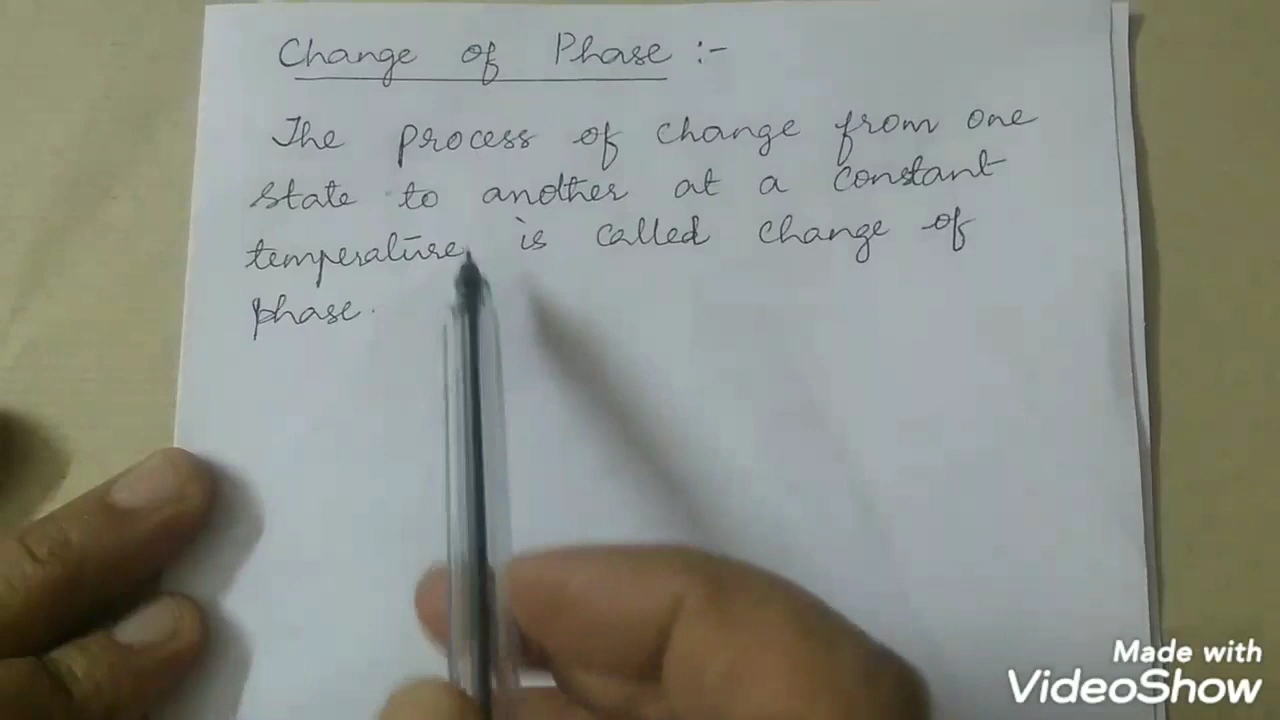 Change of Phase :-
The process of change from one
state to another at a constant
temperature is called change of
phase.
Made with
VideoShow